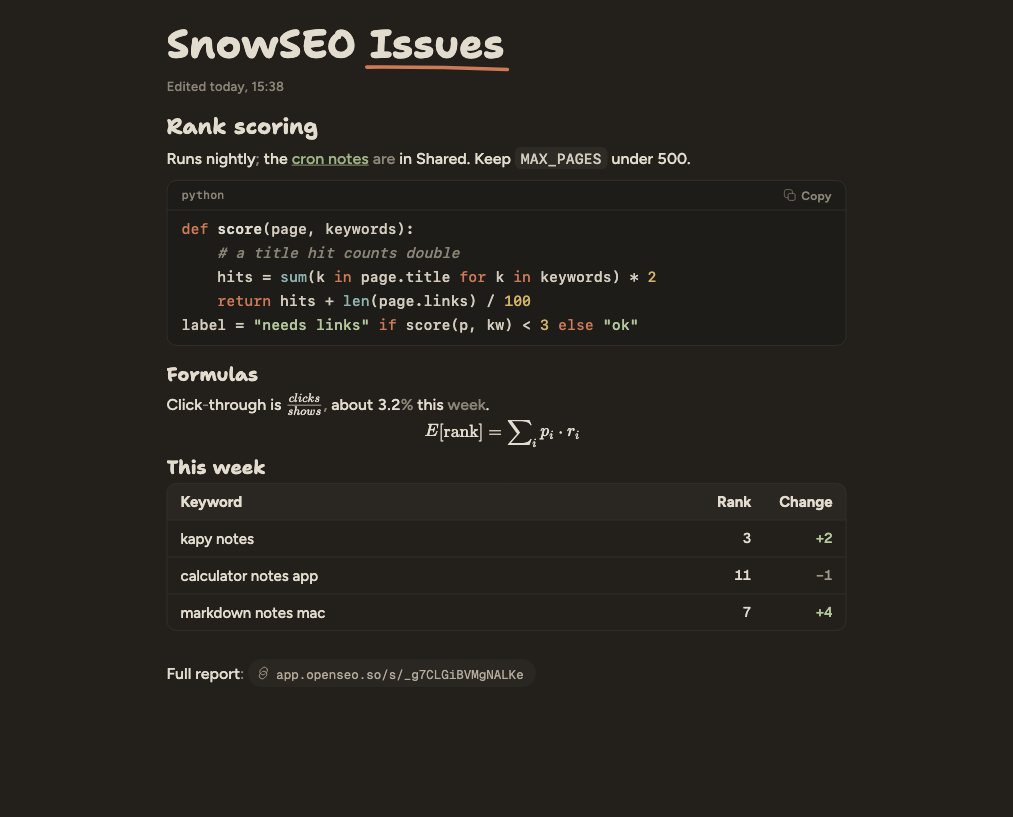 SnowSEO Issues
Edited today, 15:38
Rank scoring
Runs nightly; the cron notes are in Shared. Keep MAX_PAGES under 500.
python
Copy
def score(page, keywords):
    # a title hit counts double
    hits = sum(k in page.title for k in keywords) * 2
    return hits + len(page.links) / 100
label = "needs links" if score(p, kw) < 3 else "ok"
Formulas
Click-through is clicks/shows, about 3.2% this week.
E[rank] = ∑_i p_i · r_i
This week
Keyword Rank Change
kapy notes 3 +2
calculator notes app 11 −1
markdown notes mac 7 +4
Full report: app.openseo.so/s/_g7CLGiBVMgNALKe